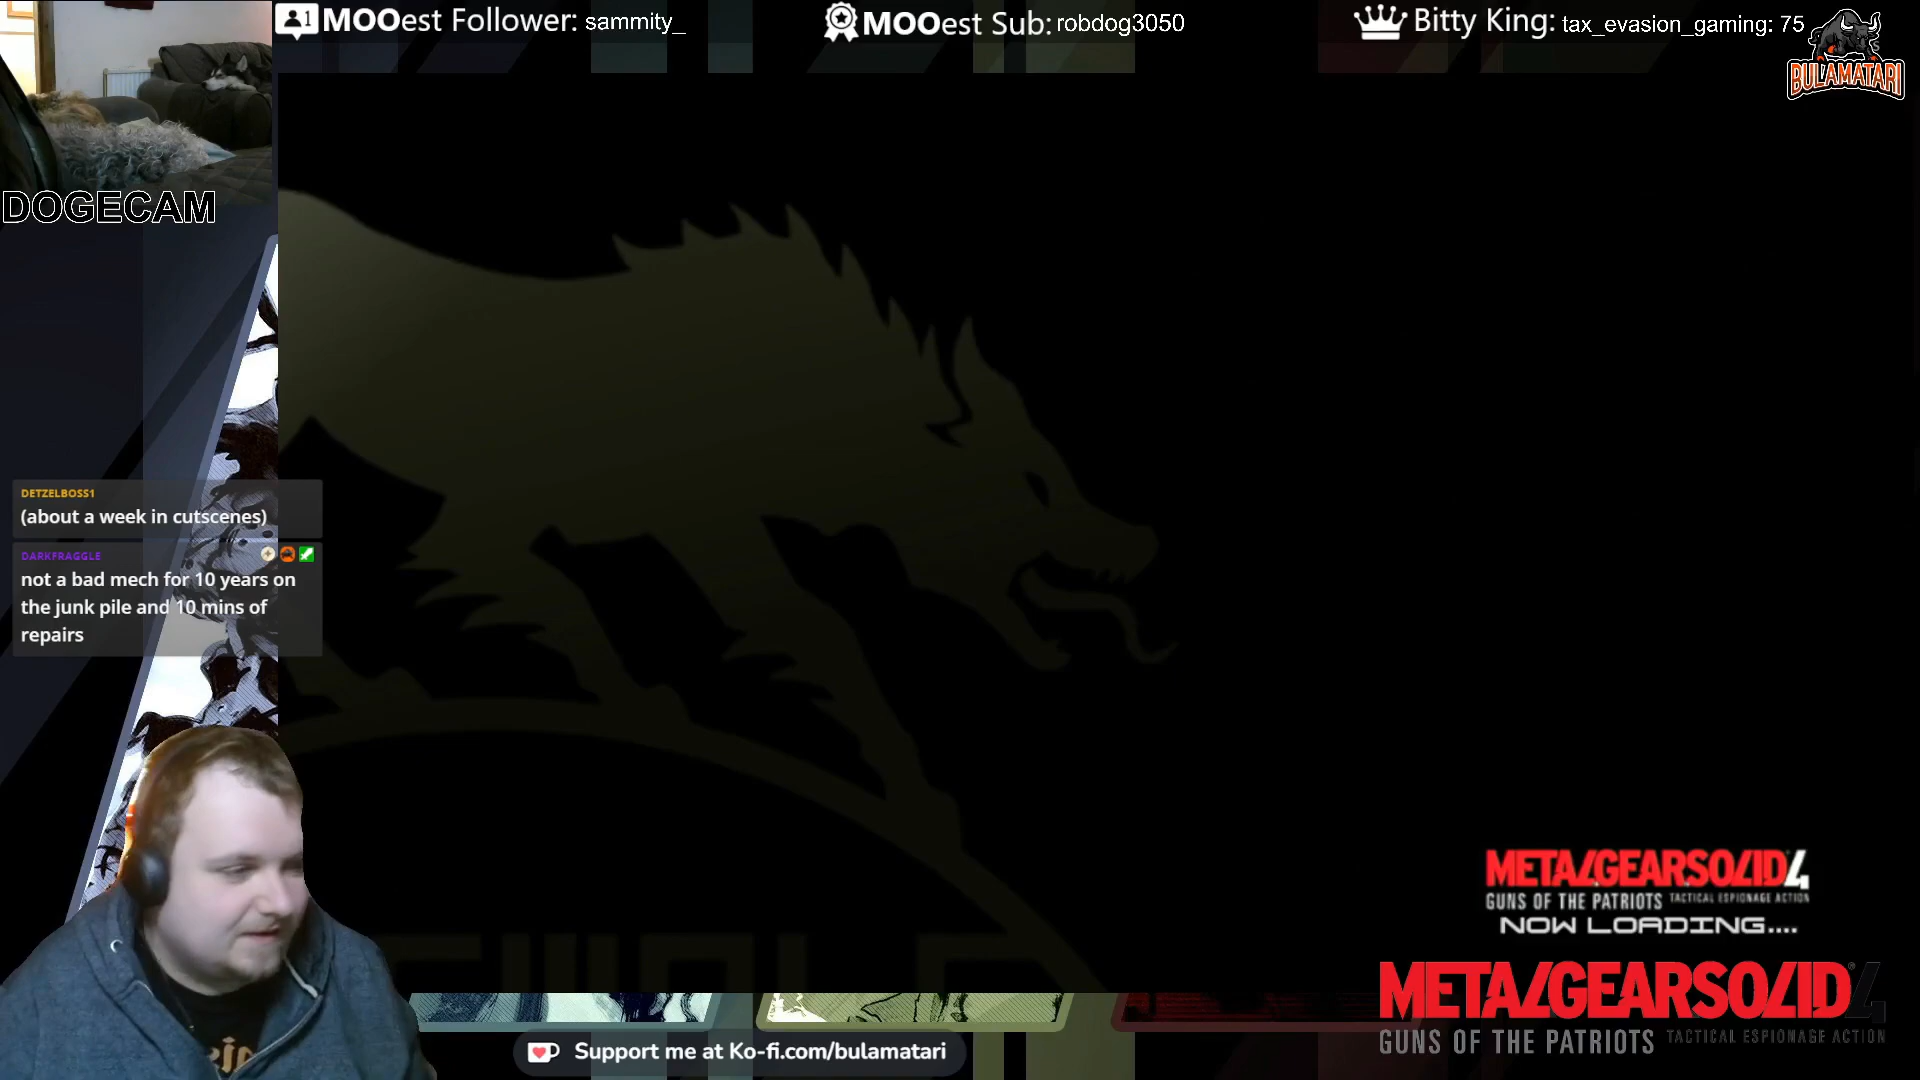 MOOest Follower: sammity_
MOOest Sub: robdog3050
Bitty King: tax_evasion_gaming: 75
BULAMATARI
DOGECAM
DETZELBOSS1
(about a week in cutscenes)
DARKFRAGGLE
not a bad mech for 10 years on
the junk pile and 10 mins of
repairs
METAL GEAR SOLID 4
GUNS OF THE PATRIOTS TACTICAL ESPIONAGE ACTION
NOW LOADING....
METAL GEAR SOLID® 4
GUNS OF THE PATRIOTS TACTICAL ESPIONAGE ACTION
Support me at Ko-fi.com/bulamatari